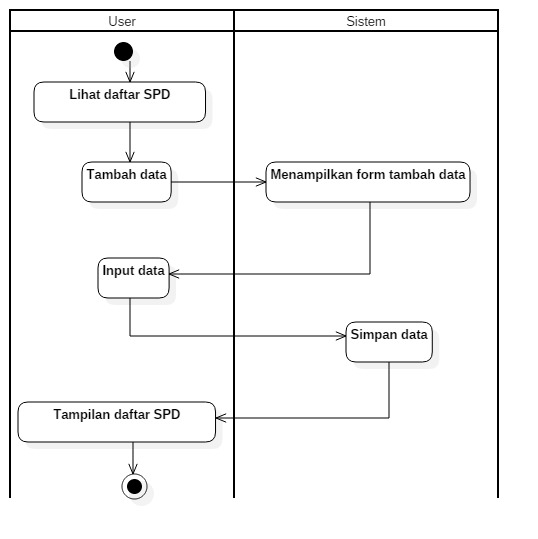 User
Sistem
Lihat daftar SPD
Tambah data
Menampilkan form tambah data
Input data
Simpan data
Tampilan daftar SPD